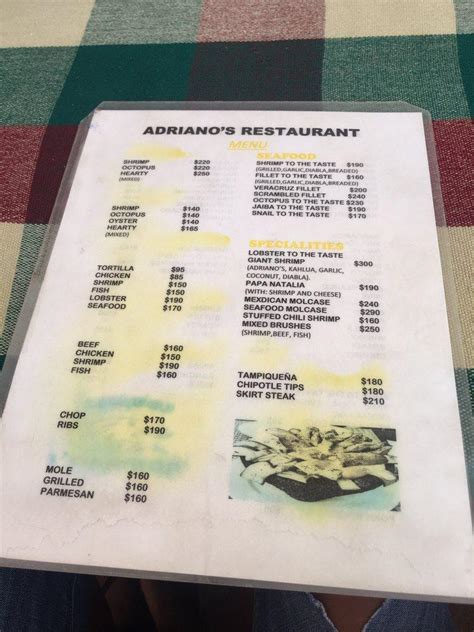 ADRIANO'S RESTAURANT
MENU
SHRIMP $220
OCTOPUS $220
HEARTY $250
(MIXED)
SHRIMP $140
OCTOPUS $140
OYSTER $140
HEARTY $165
(MIXED)
TORTILLA $95
CHICKEN $85
SHRIMP $150
FISH $150
LOBSTER $190
SEAFOOD $170
BEEF $160
CHICKEN $150
SHRIMP $190
FISH $160
CHOP $170
RIBS $190
MOLE $160
GRILLED $160
PARMESAN $160
SEAFOOD
SHRIMP TO THE TASTE $190
(GRILLED,GARLIC,DIABLA,BREADED)
FILLET TO THE TASTE $160
(GRILLED,GARLIC,DIABLA,BREADED)
VERACRUZ FILLET $200
SCRAMBLED FILLET $240
OCTOPUS TO THE TASTE $230
JAIBA TO THE TASTE $190
SNAIL TO THE TASTE $170
SPECIALITIES
LOBSTER TO THE TASTE
GIANT SHRIMP $300
(ADRIANO'S, KAHLUA, GARLIC,
COCONUT, DIABLA).
PAPA NATALIA $190
(WITH: SHRIMP AND CHEESE)
MEXDICAN MOLCASE $240
SEAFOOD MOLCASE $290
STUFFED CHILI SHRIMP $160
MIXED BRUSHES $250
(SHRIMP,BEEF, FISH)
TAMPIQUEÑA $180
CHIPOTLE TIPS $180
SKIRT STEAK $210